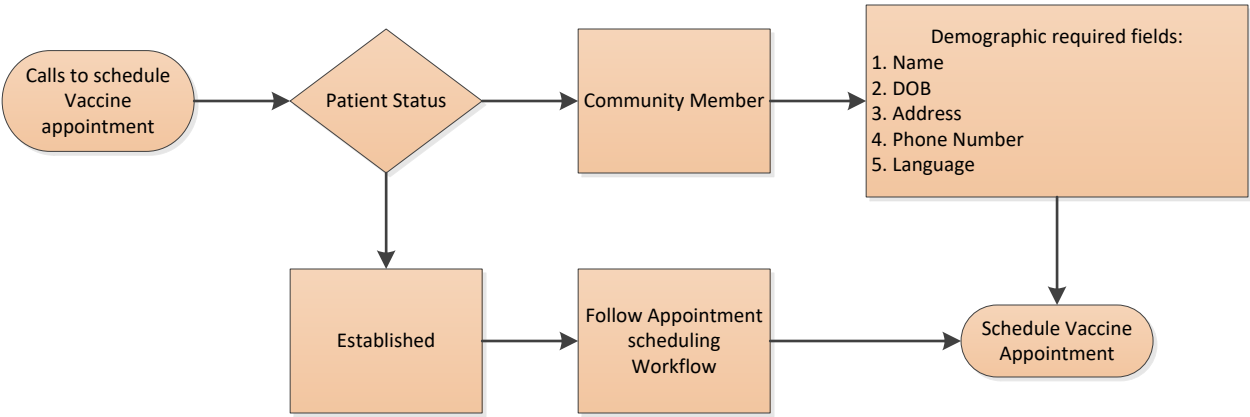 Calls to schedule
Vaccine
appointment
Patient Status
Community Member
Demographic required fields:
1. Name
2. DOB
3. Address
4. Phone Number
5. Language
Established
Follow Appointment
scheduling
Workflow
Schedule Vaccine
Appointment